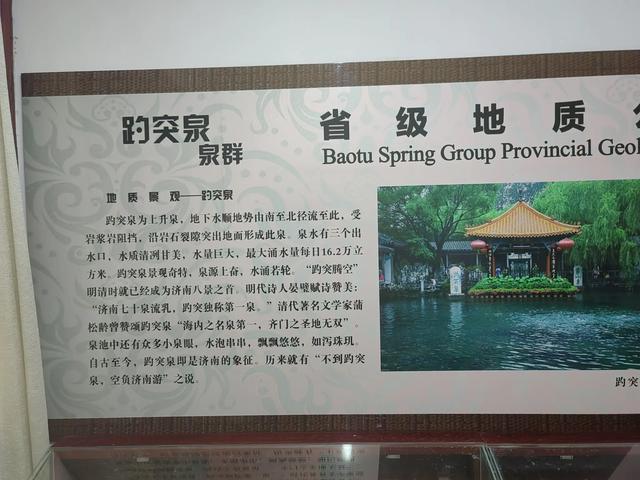 趵突泉
泉群
省级地质公
Baotu Spring Group Provincial Geol
地质景观——趵突泉
趵突泉为上升泉，地下水顺地势由南至北径流至此，受
岩浆岩阻挡，沿岩石裂隙突出地面形成此泉。泉水有三个出
水口，水质清冽甘美，水量巨大，最大涌水量每日16.2万立
方米。趵突泉景观奇特，泉源上奋，水涌若轮。“趵突腾空”
明清时就已经成为济南八景之首。明代诗人晏璧赋诗赞美：
“济南七十泉流乳，趵突独称第一泉。”清代著名文学家蒲
松龄曾赞颂趵突泉“海内之名泉第一，齐门之圣地无双”。
泉池中还有众多小泉眼，水泡串串，飘飘悠悠，如泻珠玑。
自古至今，趵突泉即是济南的象征。历来就有“不到趵突
泉，空负济南游”之说。
趵突